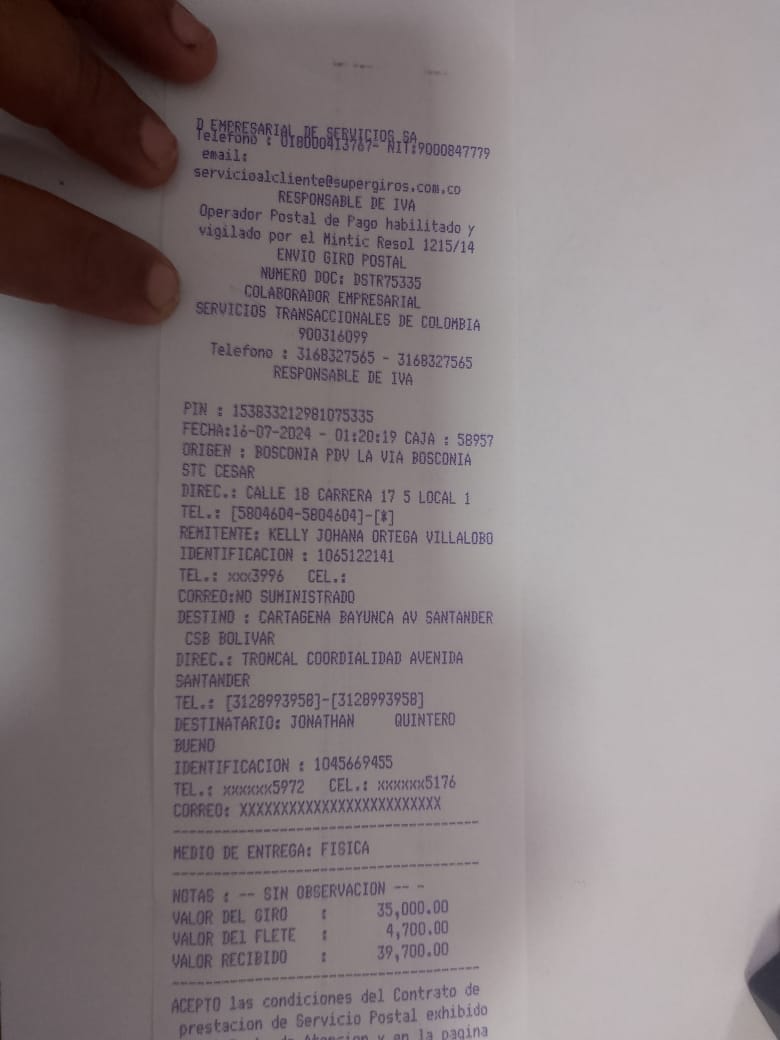 D EMPRESARIAL DE SERVICIOS SA
Telefono : 018000413767- NIT:9000847779
email:
servicioalcliente@supergiros.com.co
RESPONSABLE DE IVA
Operador Postal de Pago habilitado y
vigilado por el Mintic Resol 1215/14
ENVIO GIRO POSTAL
NUMERO DOC: DSTR75335
COLABORADOR EMPRESARIAL
SERVICIOS TRANSACCIONALES DE COLOMBIA
900316099
Telefono : 3168327565 - 3168327565
RESPONSABLE DE IVA
PIN : 153833212981075335
FECHA:16-07-2024 - 01:20:19 CAJA : 58957
ORIGEN : BOSCONIA PDV LA VIA BOSCONIA
STC CESAR
DIREC.: CALLE 18 CARRERA 17 5 LOCAL 1
TEL.: [5804604-5804604]-[*]
REMITENTE: KELLY JOHANA ORTEGA VILLALOBO
IDENTIFICACION : 1065122141
TEL.: xxx3996 CEL.:
CORREO:NO SUMINISTRADO
DESTINO : CARTAGENA BAYUNCA AV SANTANDER
CSB BOLIVAR
DIREC.: TRONCAL COORDIALIDAD AVENIDA
SANTANDER
TEL.: [3128993958]-[3128993958]
DESTINATARIO: JONATHAN QUINTERO
BUENO
IDENTIFICACION : 1045669455
TEL.: xxxxxx5972 CEL.: xxxxxx5176
CORREO: XXXXXXXXXXXXXXXXXXXXXXXXXX
MEDIO DE ENTREGA: FISICA
NOTAS : -- SIN OBSERVACION -- -
VALOR DEL GIRO : 35,000.00
VALOR DEL FLETE : 4,700.00
VALOR RECIBIDO : 39,700.00
ACEPTO las condiciones del Contrato de
prestacion de Servicio Postal exhibido
de Atencion y en la pagina